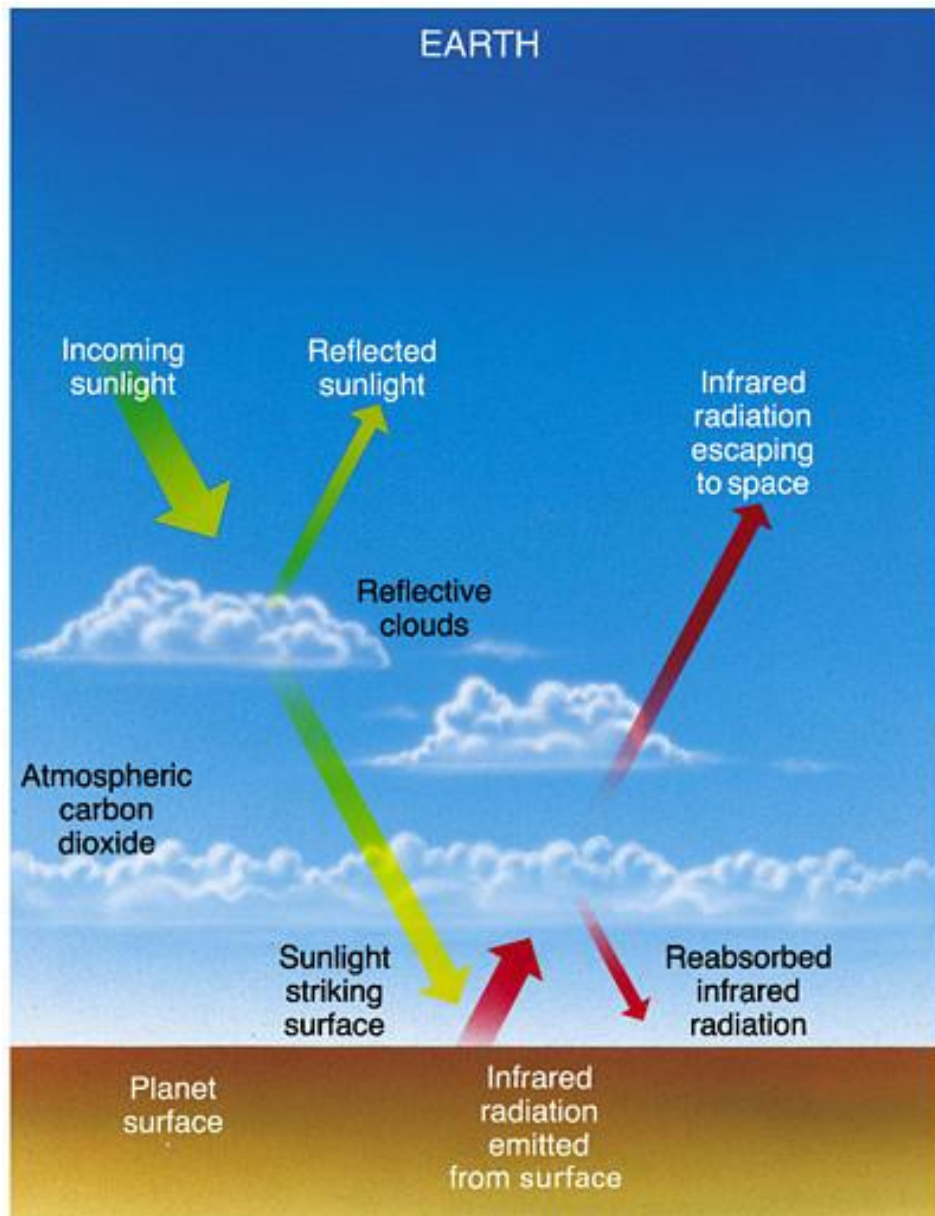 EARTH
Incoming
sunlight
Reflected
sunlight
Infrared
radiation
escaping
to space
Reflective
clouds
Atmospheric
carbon
dioxide
Sunlight
striking
surface
Reabsorbed
infrared
radiation
Planet
surface
Infrared
radiation
emitted
from surface